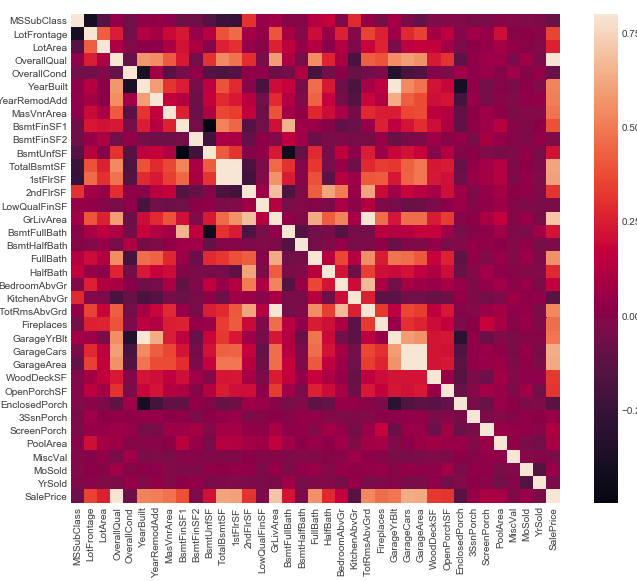 MSSubClass
LotFrontage
LotArea
OverallQual
OverallCond
YearBuilt
YearRemodAdd
MasVnrArea
BsmtFinSF1
BsmtFinSF2
BsmtUnfSF
TotalBsmtSF
1stFlrSF
2ndFlrSF
LowQualFinSF
GrLivArea
BsmtFullBath
BsmtHalfBath
FullBath
HalfBath
BedroomAbvGr
KitchenAbvGr
TotRmsAbvGrd
Fireplaces
GarageYrBlt
GarageCars
GarageArea
WoodDeckSF
OpenPorchSF
EnclosedPorch
3SsnPorch
ScreenPorch
PoolArea
MiscVal
MoSold
YrSold
SalePrice
MSSubClass
LotFrontage
LotArea
OverallQual
OverallCond
YearBuilt
YearRemodAdd
MasVnrArea
BsmtFinSF1
BsmtFinSF2
BsmtUnfSF
TotalBsmtSF
1stFlrSF
2ndFlrSF
LowQualFinSF
GrLivArea
BsmtFullBath
BsmtHalfBath
FullBath
HalfBath
BedroomAbvGr
KitchenAbvGr
TotRmsAbvGrd
Fireplaces
GarageYrBlt
GarageCars
GarageArea
WoodDeckSF
OpenPorchSF
EnclosedPorch
3SsnPorch
ScreenPorch
PoolArea
MiscVal
MoSold
YrSold
SalePrice
0.75
0.50
0.25
0.00